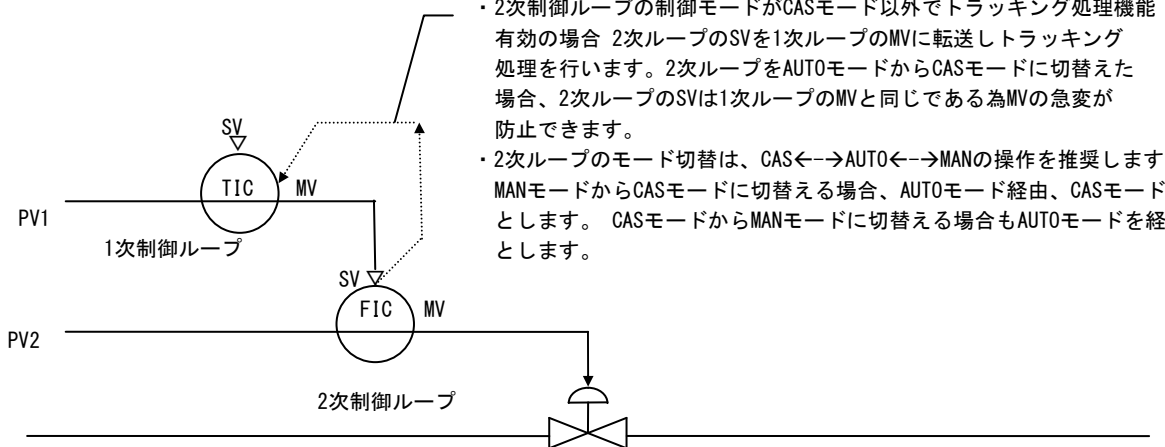 ・2次制御ループの制御モードがCASモード以外でトラッキング処理機能
有効の場合 2次ループのSVを1次ループのMVに転送しトラッキング
処理を行います。2次ループをAUTOモードからCASモードに切替えた
場合、2次ループのSVは1次ループのMVと同じである為MVの急変が
防止できます。
・2次ループのモード切替は、CAS←-→AUTO←-→MANの操作を推奨します
MANモードからCASモードに切替える場合、AUTOモード経由、CASモード
とします。 CASモードからMANモードに切替える場合もAUTOモードを経
とします。
SV
TIC
MV
PV1
1次制御ループ
SV
FIC
MV
PV2
2次制御ループ